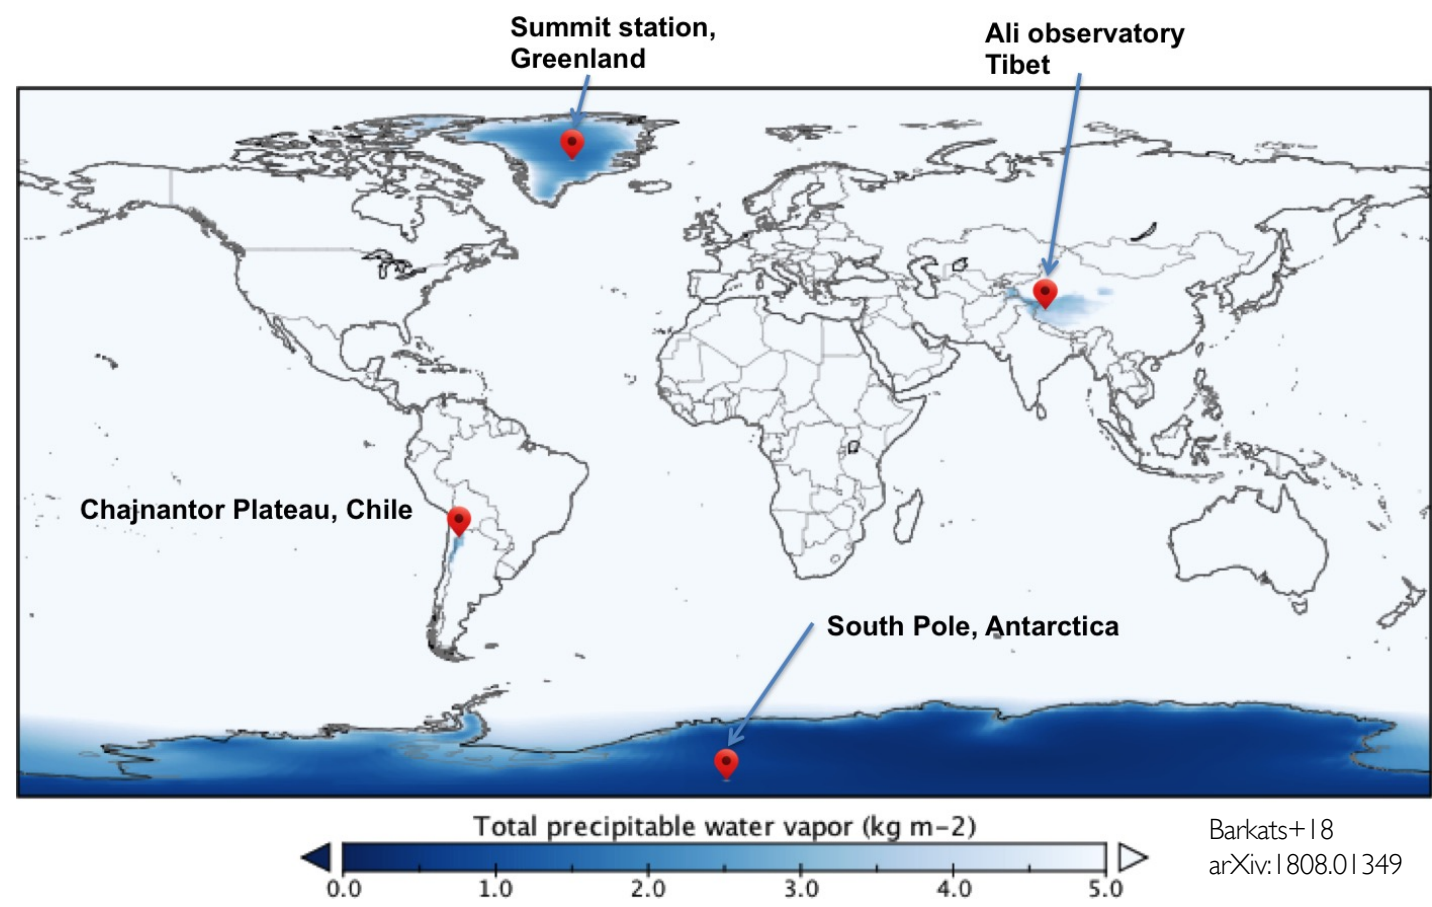 Summit station,
Greenland
Ali observatory
Tibet
Chajnantor Plateau, Chile
South Pole, Antarctica
Total precipitable water vapor (kg m-2)
0.0 1.0 2.0 3.0 4.0 5.0
Barkats+18
arXiv:1808.01349